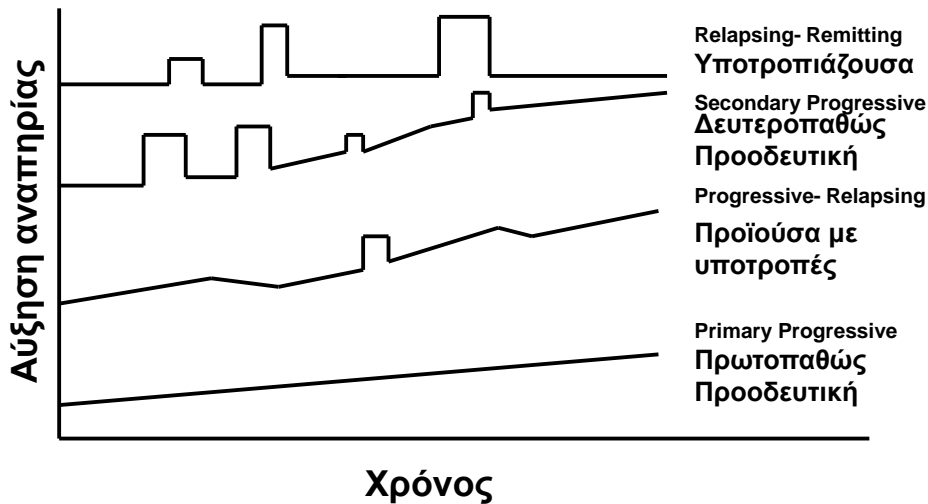 Αύξηση αναπηρίας
Relapsing- Remitting
Υποτροπιάζουσα
Secondary Progressive
Δευτεροπαθώς
Προοδευτική
Progressive- Relapsing
Προϊούσα με
υποτροπές
Primary Progressive
Πρωτοπαθώς
Προοδευτική
Χρόνος